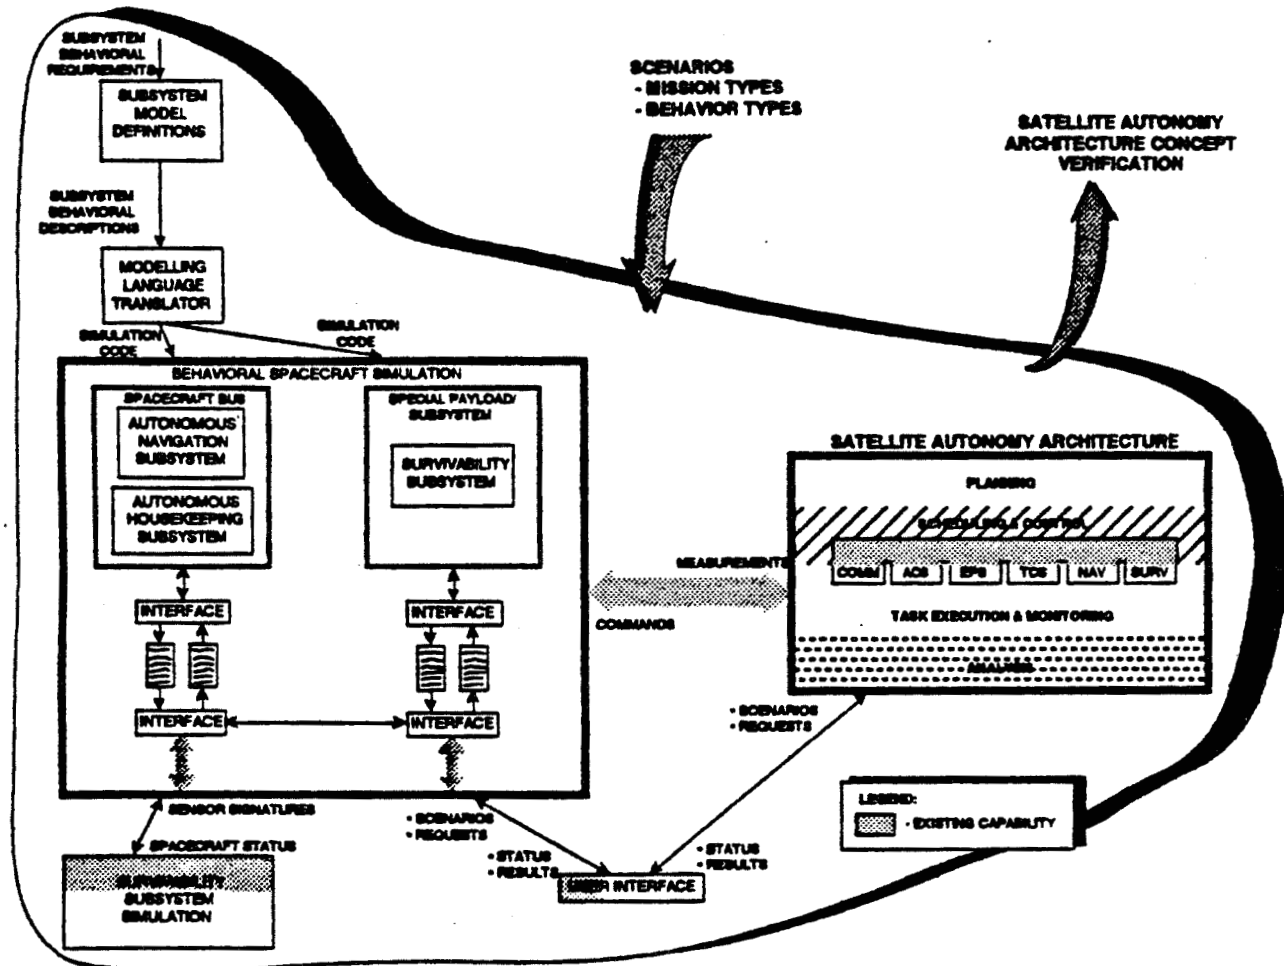 SUBSYSTEM
BEHAVIORAL
REQUIREMENTS
SUBSYSTEM
MODEL
DEFINITIONS
SUBSYSTEM
BEHAVIORAL
DESCRIPTIONS
MODELLING
LANGUAGE
TRANSLATOR
SIMULATION
CODE
SIMULATION
CODE
SCENARIOS
- MISSION TYPES
- BEHAVIOR TYPES
SATELLITE AUTONOMY
ARCHITECTURE CONCEPT
VERIFICATION
BEHAVIORAL SPACECRAFT SIMULATION
SPACECRAFT BUS
AUTONOMOUS
NAVIGATION
SUBSYSTEM
AUTONOMOUS
HOUSEKEEPING
SUBSYSTEM
SPECIAL PAYLOAD/
SUBSYSTEM
SURVIVABILITY
SUBSYSTEM
INTERFACE
INTERFACE
INTERFACE
INTERFACE
MEASUREMENTS
COMMANDS
SATELLITE AUTONOMY ARCHITECTURE
PLANNING
SCHEDULING & CONTROL
COMM
ACS
EPS
TCS
NAV
SURV
TASK EXECUTION & MONITORING
ANALYSIS
• SCENARIOS
• REQUESTS
SENSOR SIGNATURES
SPACECRAFT STATUS
SURVIVABILITY
SUBSYSTEM
SIMULATION
• SCENARIOS
• REQUESTS
• STATUS
• RESULTS
• STATUS
• RESULTS
USER INTERFACE
LEGEND:
- EXISTING CAPABILITY